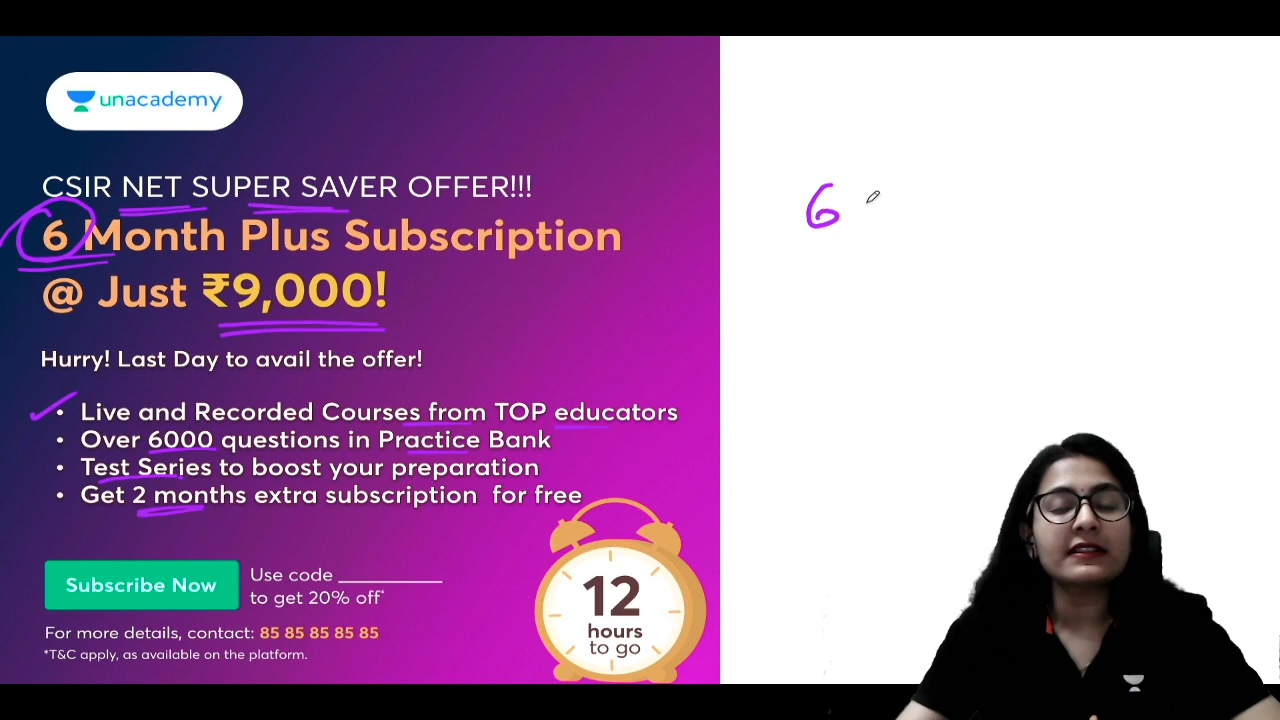 unacademy
CSIR NET SUPER SAVER OFFER!!!
6 Month Plus Subscription
@ Just ₹9,000!
Hurry! Last Day to avail the offer!
• Live and Recorded Courses from TOP educators
• Over 6000 questions in Practice Bank
• Test Series to boost your preparation
• Get 2 months extra subscription for free
Subscribe Now
Use code __________
to get 20% off*
For more details, contact: 85 85 85 85 85
*T&C apply, as available on the platform.
12
hours
to go
6